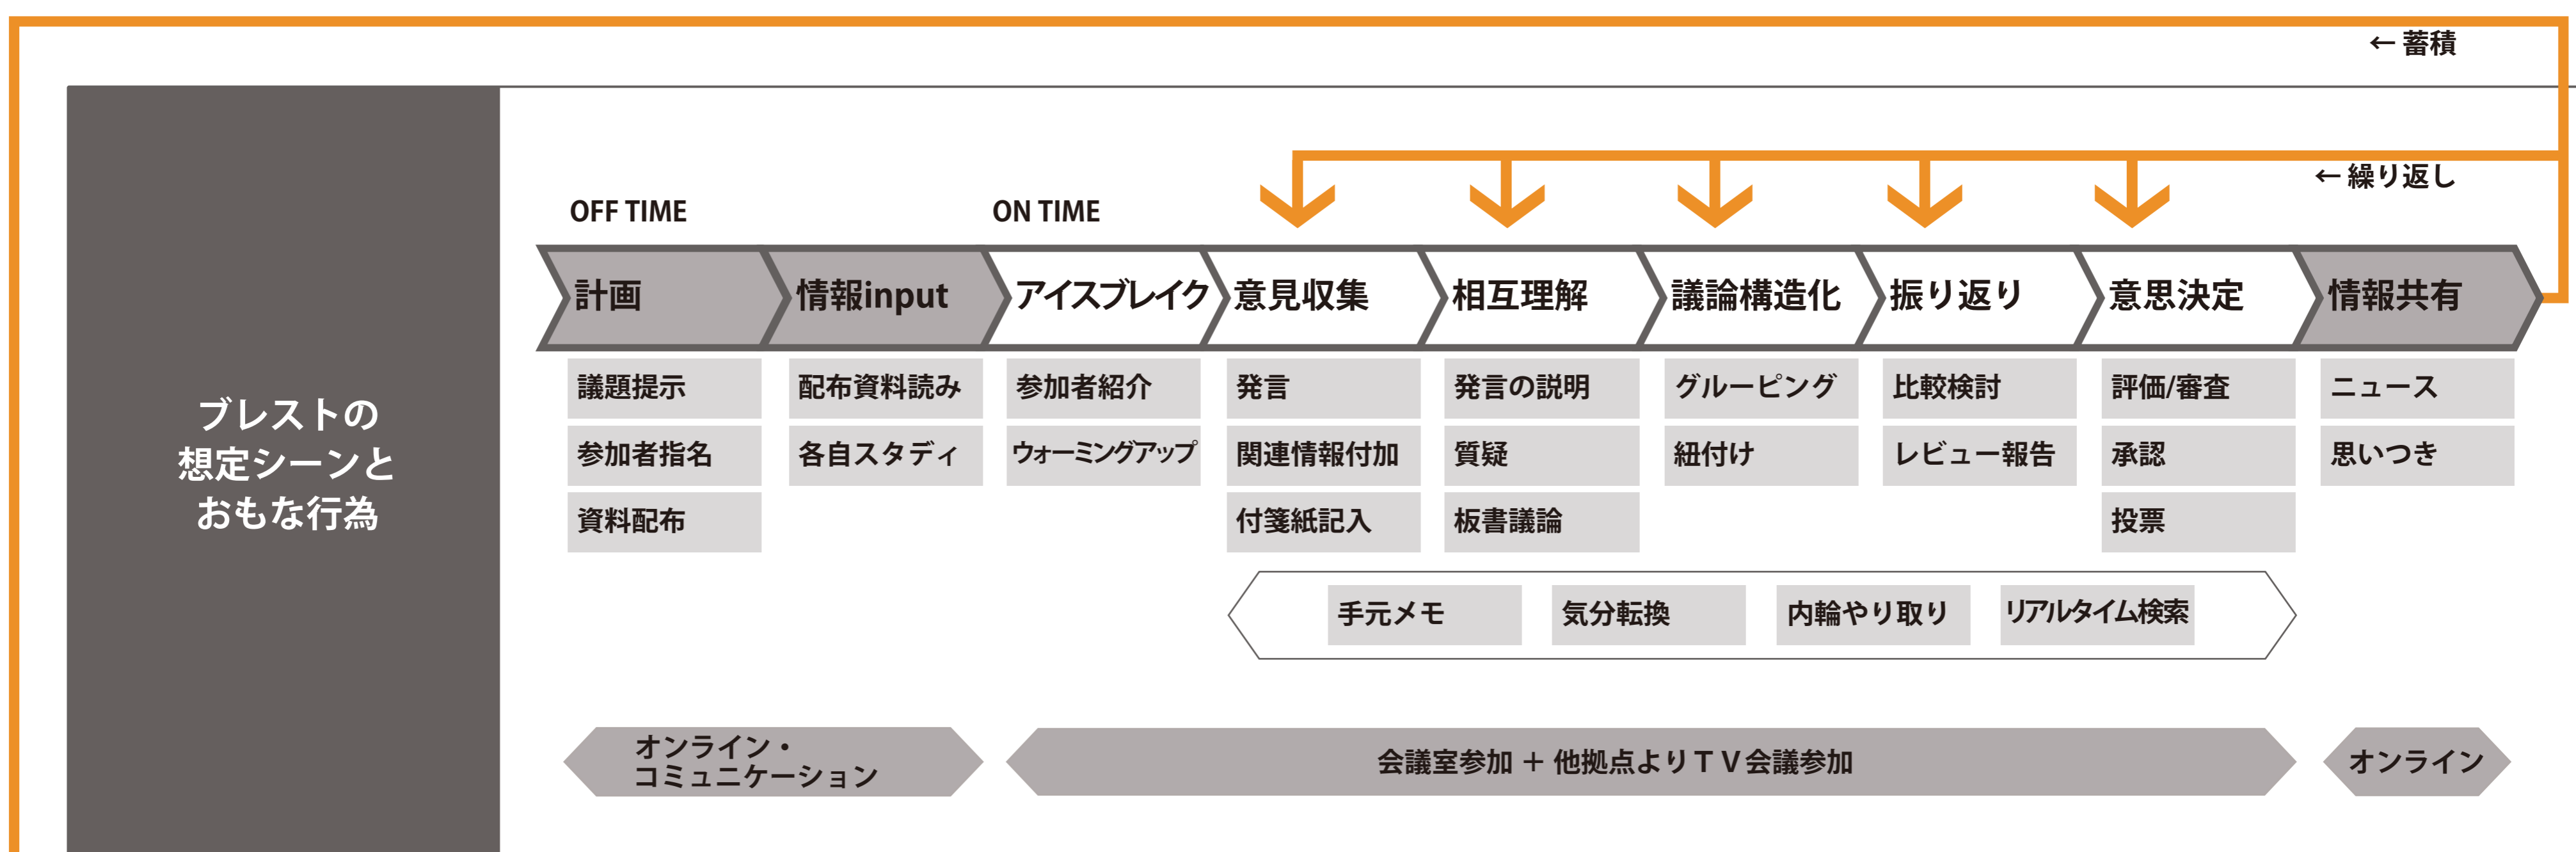 ← 蓄積
← 繰り返し
OFF TIME
ON TIME
計画
情報input
アイスブレイク
意見収集
相互理解
議論構造化
振り返り
意思決定
情報共有
ブレストの
想定シーンと
おもな行為
議題提示
参加者指名
資料配布
配布資料読み
各自スタディ
参加者紹介
ウォーミングアップ
発言
関連情報付加
付箋紙記入
発言の説明
質疑
板書議論
グルーピング
紐付け
比較検討
レビュー報告
評価/審査
承認
投票
ニュース
思いつき
手元メモ
気分転換
内輪やり取り
リアルタイム検索
オンライン・
コミュニケーション
会議室参加 + 他拠点よりTV会議参加
オンライン